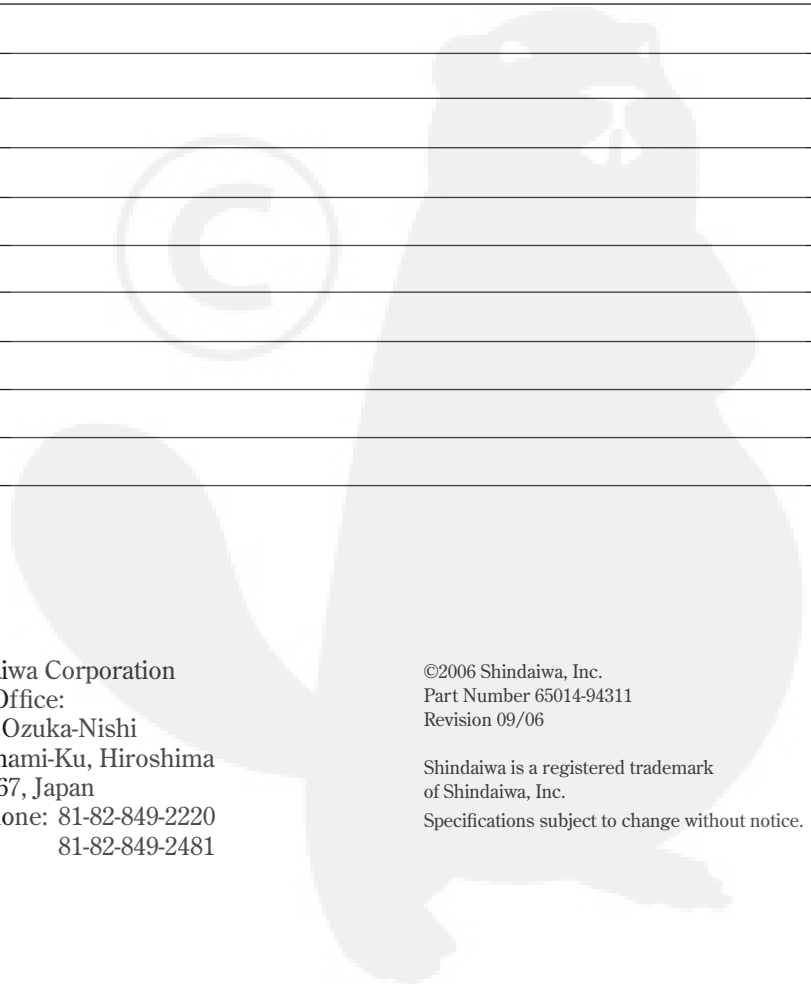 iwa Corporation
Office:
Ozuka-Nishi
nami-Ku, Hiroshima
67, Japan
one: 81-82-849-2220
81-82-849-2481
©2006 Shindaiwa, Inc.
Part Number 65014-94311
Revision 09/06
Shindaiwa is a registered trademark
of Shindaiwa, Inc.
Specifications subject to change without notice.
©